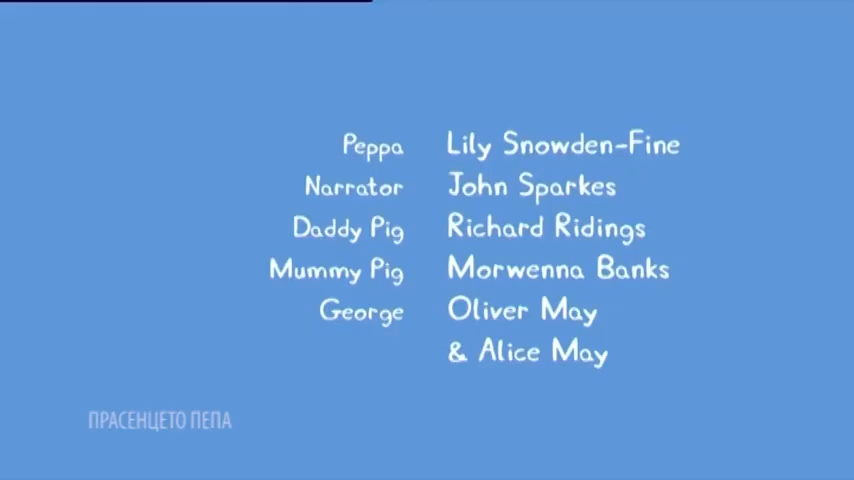 Peppa Lily Snowden-Fine
Narrator John Sparkes
Daddy Pig Richard Ridings
Mummy Pig Morwenna Banks
George Oliver May
& Alice May
ПРАСЕНЦЕТО ПЕПА